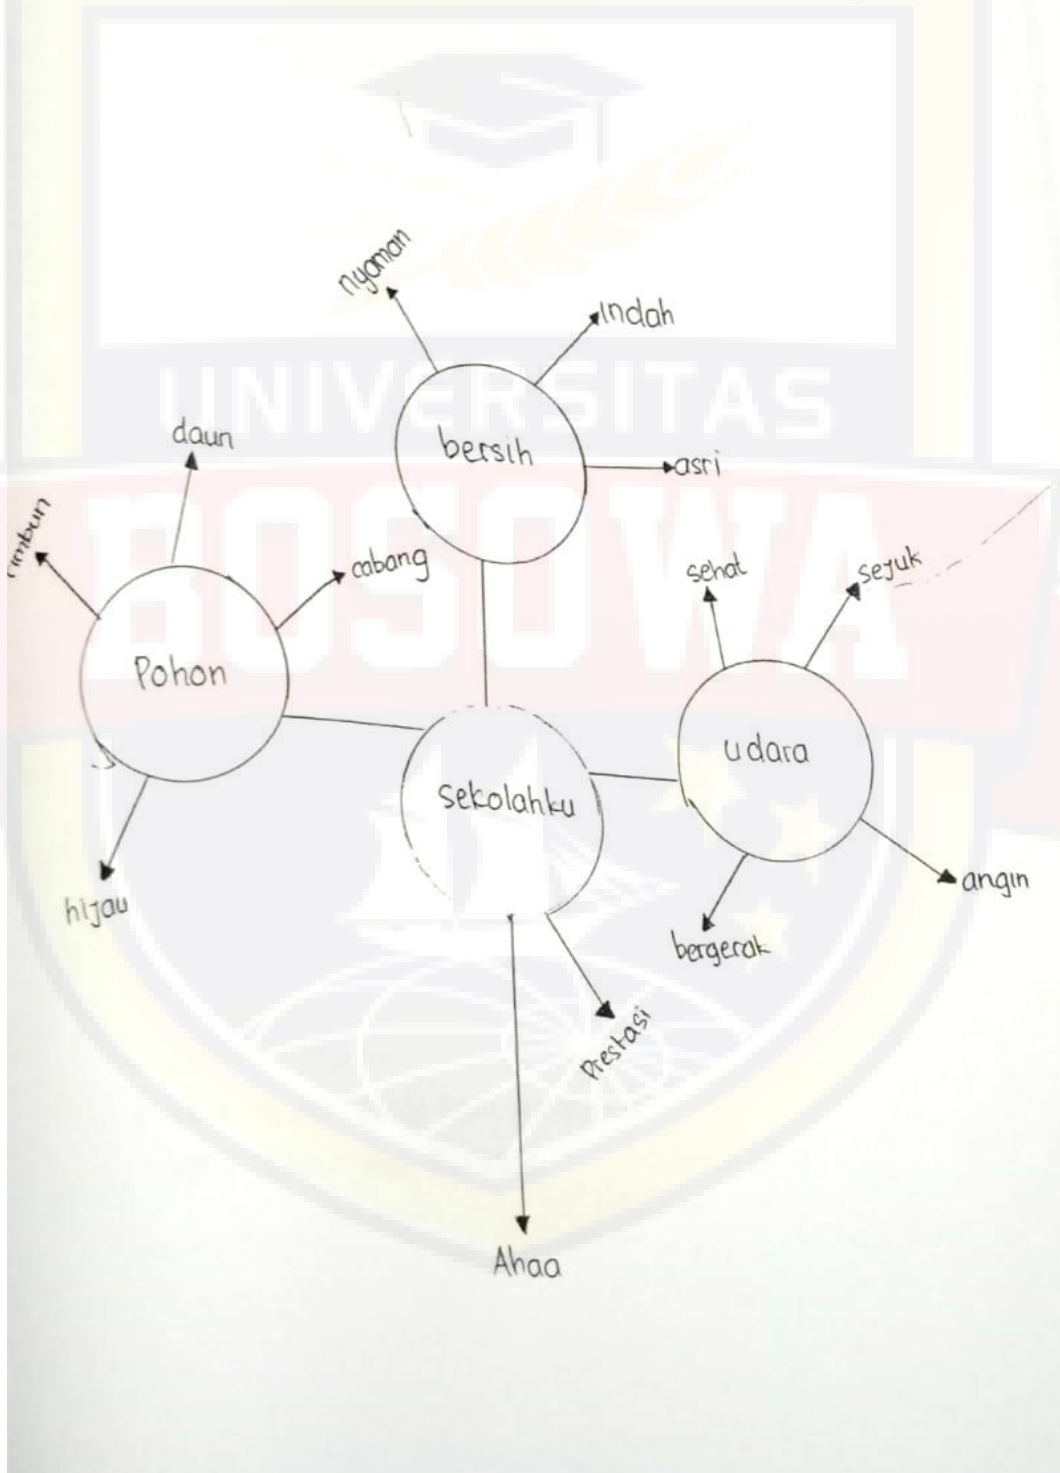 nyaman
Indah
UNIVERSITAS
daun
bersih
asri
BOSOWA
cabang
sehat
sejuk
Pohon
udara
sekolahku
hijau
angin
bergerak
Prestasi
Ahaa